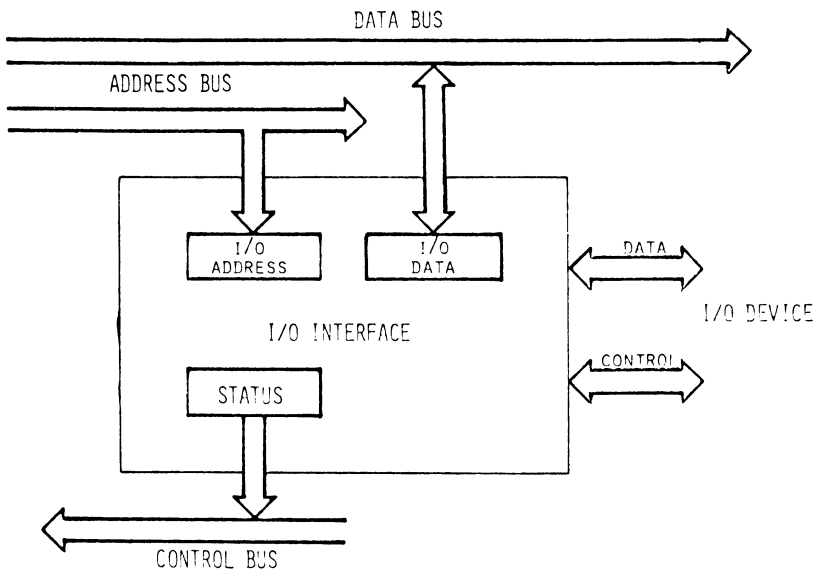 DATA BUS
ADDRESS BUS
I/O
ADDRESS
I/O
DATA
DATA
I/O DEVICE
I/O INTERFACE
CONTROL
STATUS
CONTROL BUS